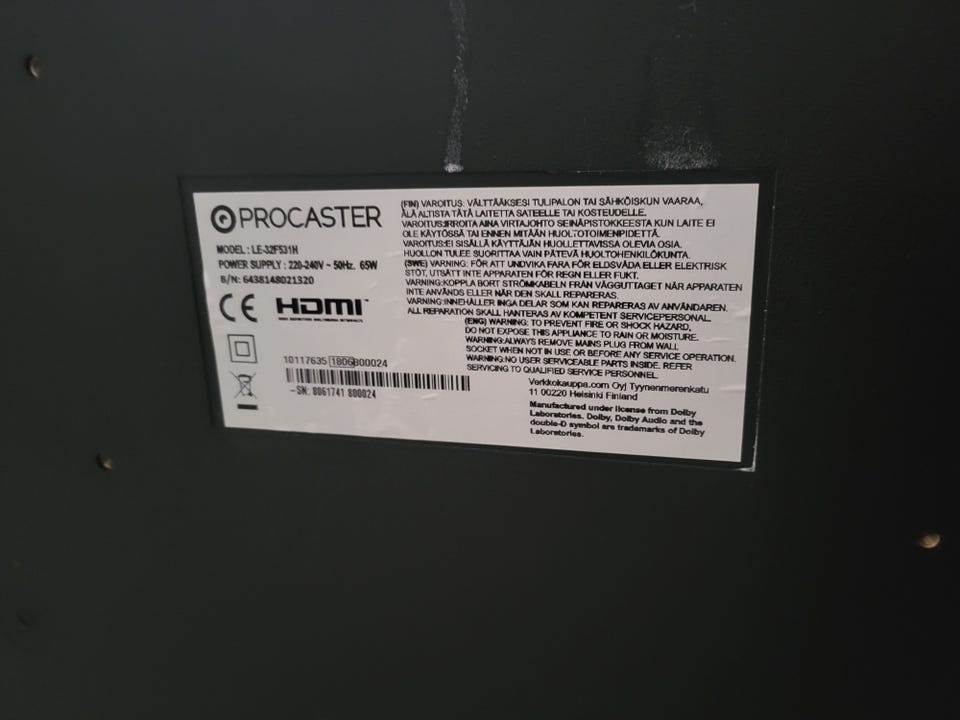 PROCASTER
MODEL : LE-32F531H
POWER SUPPLY : 220-240V ~ 50Hz. 65W
B/N: 6438148021320
CE HDMI
HIGH-DEFINITION MULTIMEDIA INTERFACE
10117635 1806 800024
SN: 8061741 800024
(FIN) VAROITUS: VÄLTTÄÄKSESI TULIPALON TAI SÄHKÖISKUN VAARAA,
ÄLÄ ALTISTA TÄTÄ LAITETTA SATEELLE TAI KOSTEUDELLE.
VAROITUS:IRROITA AINA VIRTAJOHTO SEINÄPISTOKKEESTA KUN LAITE EI
OLE KÄYTÖSSÄ TAI ENNEN MITÄÄN HUOLTOTOIMENPIDETTÄ.
VAROITUS:EI SISÄLLÄ KÄYTTÄJÄN HUOLLETTAVISSA OLEVIA OSIA.
HUOLLON TULEE SUORITTAA VAIN PÄTEVÄ HUOLTOHENKILÖKUNTA.
(SWE) VARNING: FÖR ATT UNDVIKA FARA FÖR ELDSVÅDA ELLER ELEKTRISK
STÖT, UTSÄTT INTE APPARATEN FÖR REGN ELLER FUKT.
VARNING:KOPPLA BORT STRÖMKABELN FRÅN VÄGGUTTAGET NÄR APPARATEN
INTE ANVÄNDS ELLER NÄR DEN SKALL REPARERAS.
VARNING:INNEHÅLLER INGA DELAR SOM KAN REPARERAS AV ANVÄNDAREN.
ALL REPARATION SKALL HANTERAS AV KOMPETENT SERVICEPERSONAL.
(ENG) WARNING: TO PREVENT FIRE OR SHOCK HAZARD,
DO NOT EXPOSE THIS APPLIANCE TO RAIN OR MOISTURE.
WARNING:ALWAYS REMOVE MAINS PLUG FROM WALL
SOCKET WHEN NOT IN USE OR BEFORE ANY SERVICE OPERATION.
WARNING:NO USER SERVICEABLE PARTS INSIDE. REFER
SERVICING TO QUALIFIED SERVICE PERSONNEL.
Verkkokauppa.com Oyj Tyynenmerenkatu
11 00220 Helsinki Finland
Manufactured under license from Dolby
Laboratories. Dolby, Dolby Audio and the
double-D symbol are trademarks of Dolby
Laboratories.